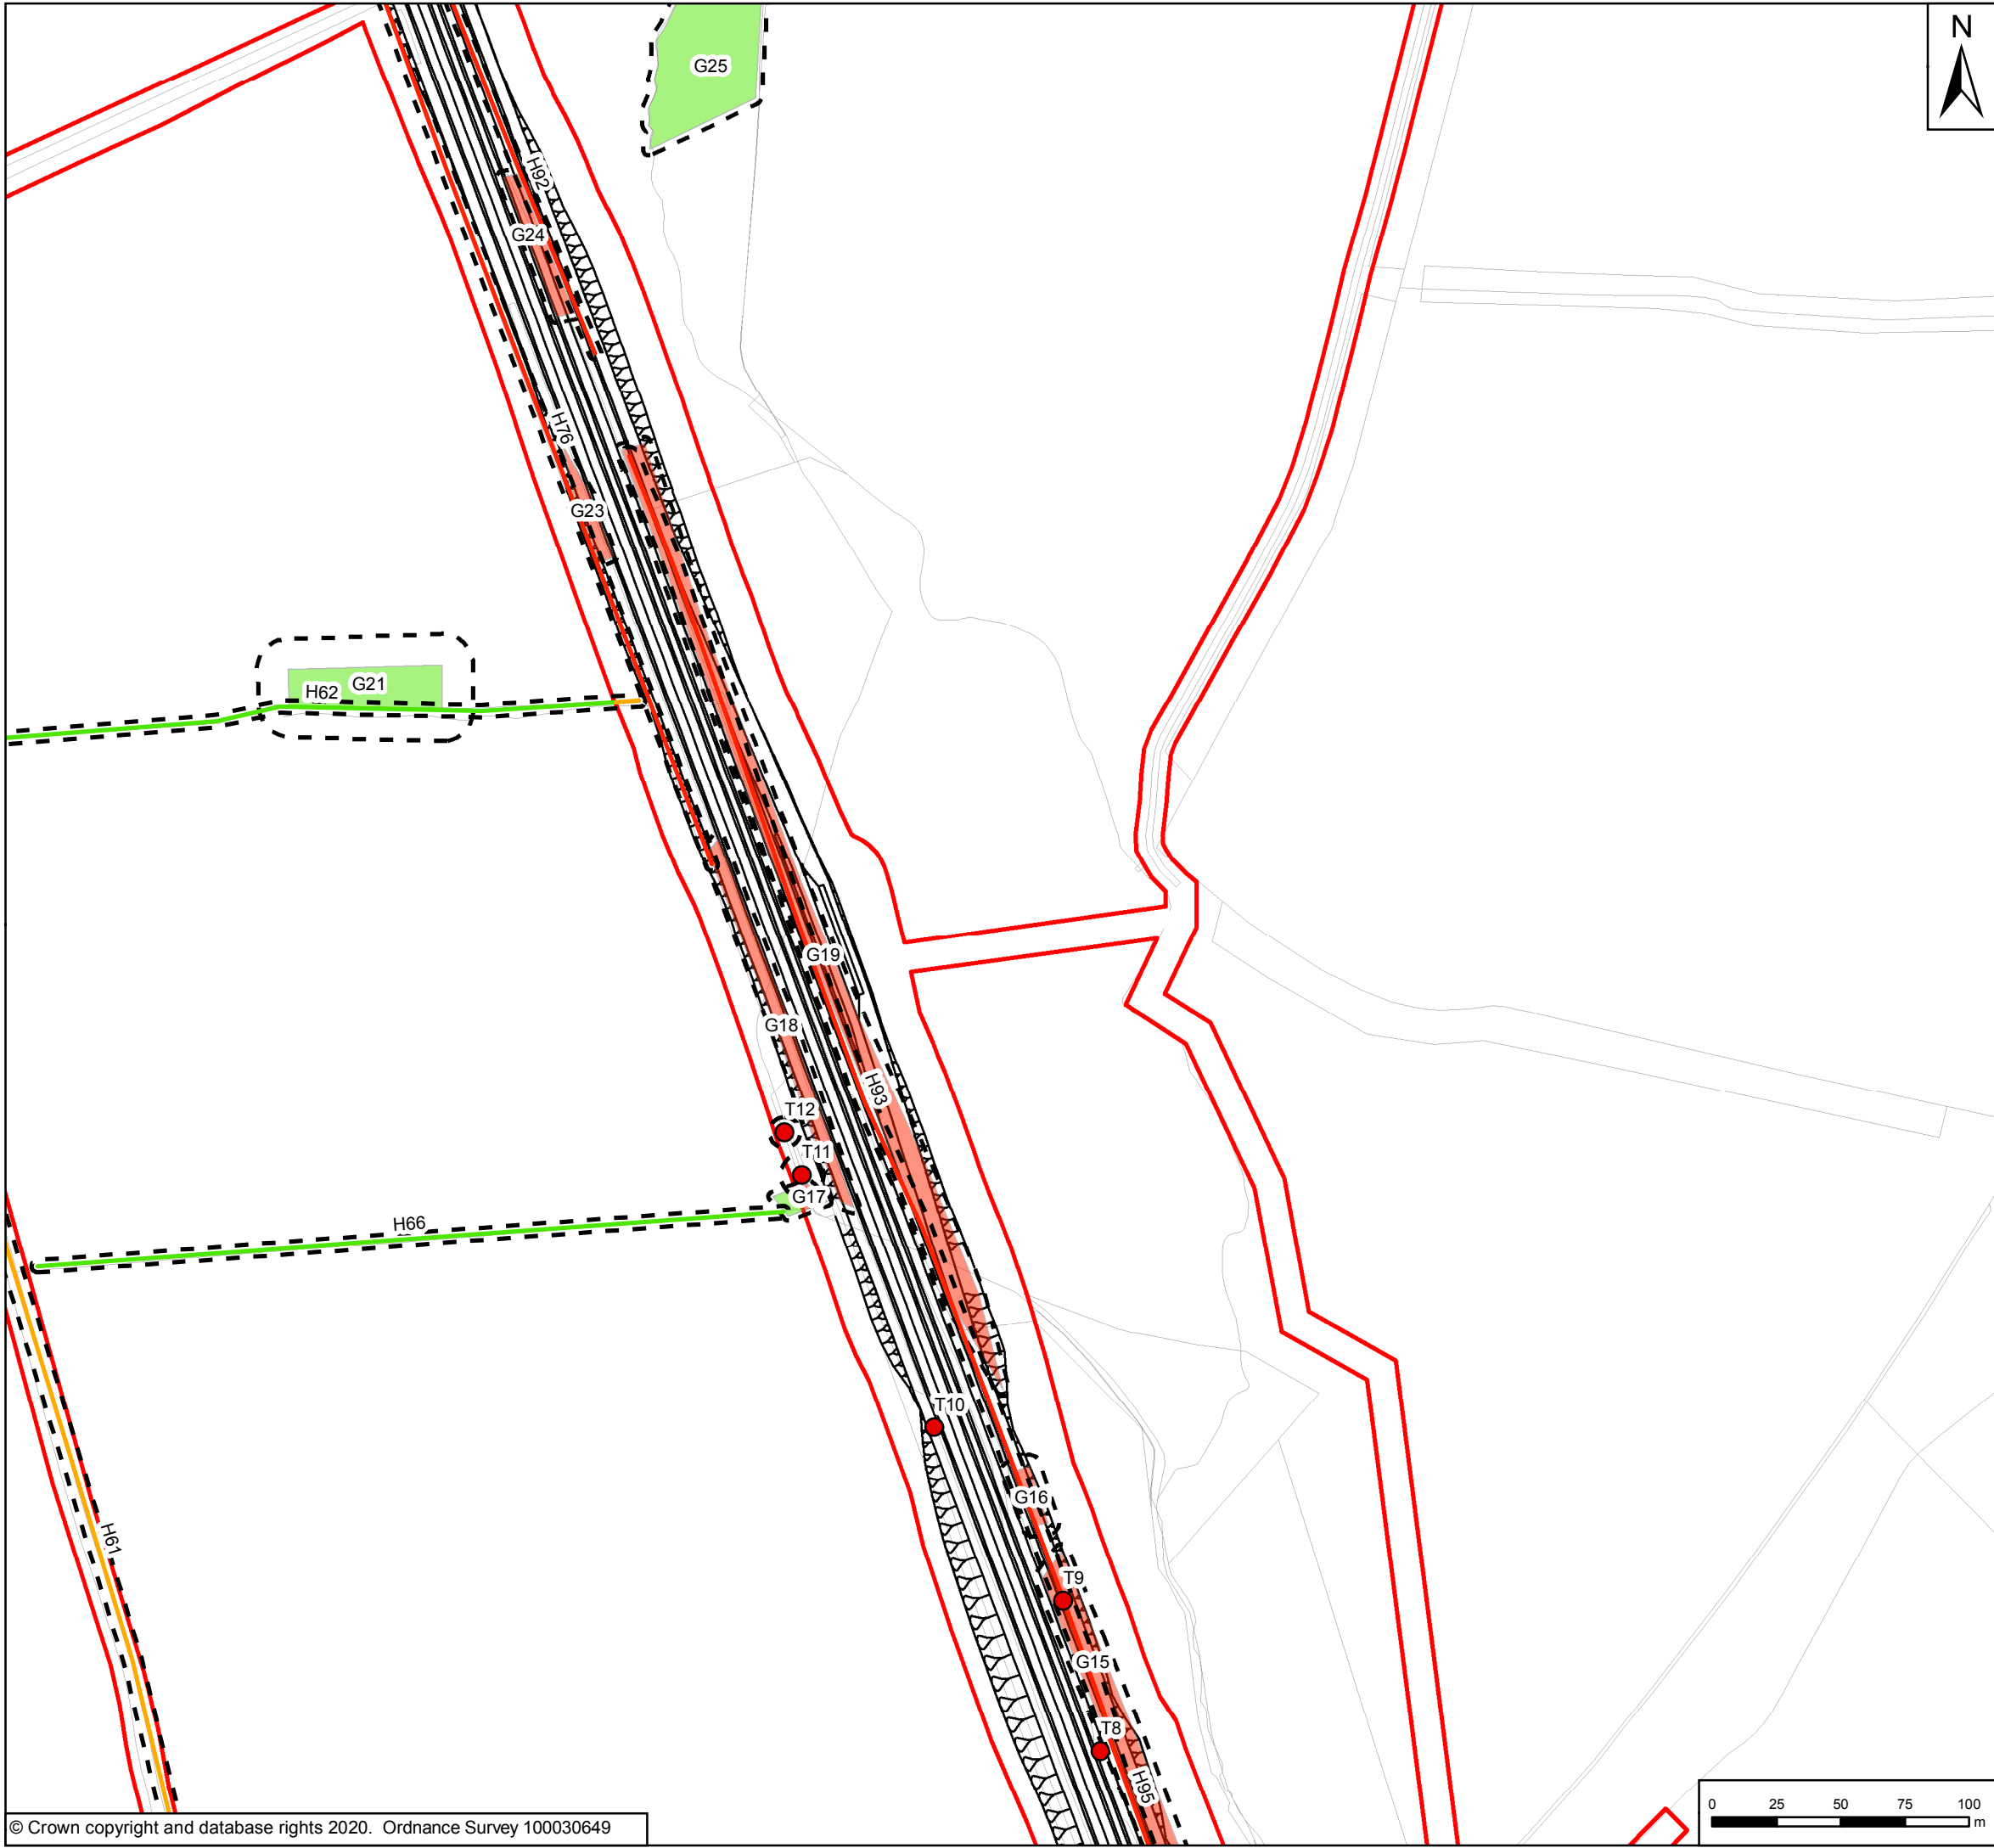 N
G25
H92
G24
H76
G23
G21
H62
G19
G18
H93
T12
T11
G17
H66
T10
G16
H61
T9
G15
T8
H95
0 25 50 75 100
m
© Crown copyright and database rights 2020. Ordnance Survey 100030649